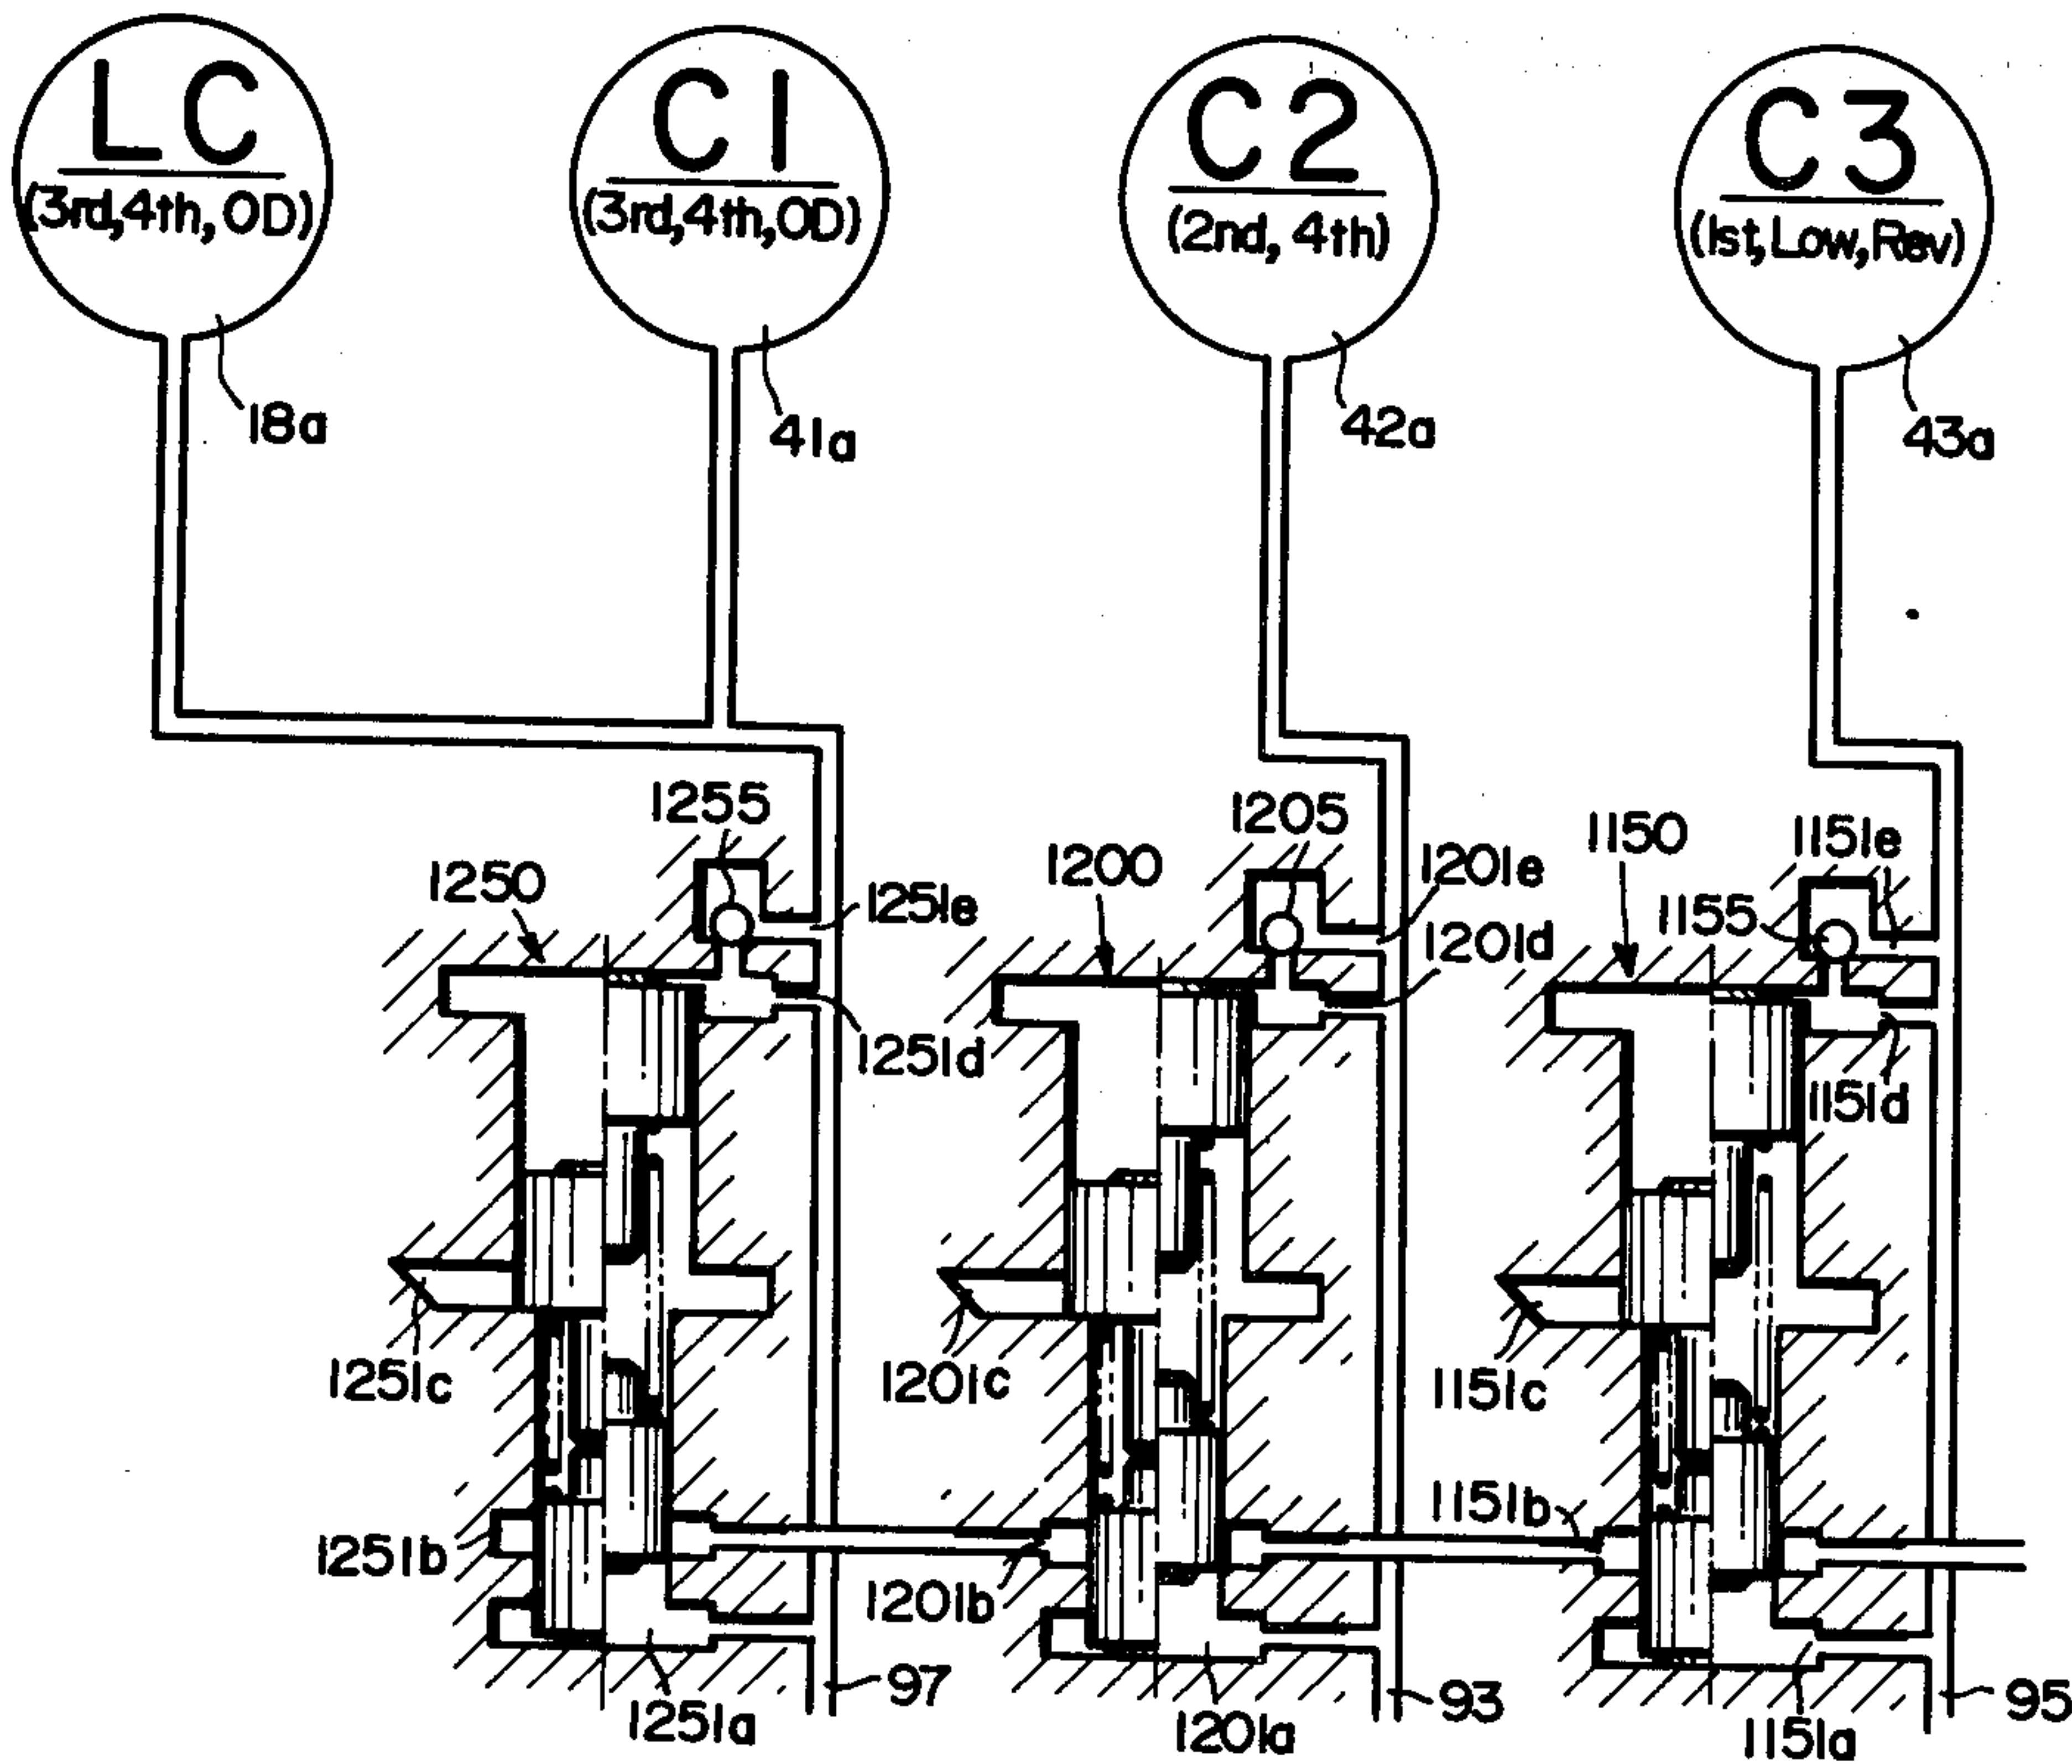 LC
(3rd,4th, OD)
C1
(3rd,4th,OD)
C2
(2nd, 4th)
C3
(1st,Low,Rev)
18a
41a
42a
43a
1255
1205
1150
1151e
1250
1200
1201e
1155
1251e
1201d
1251d
1151d
1251c
1201c
1151c
1151b
1251b
1201b
97
93
95
1251a
1201a
1151a